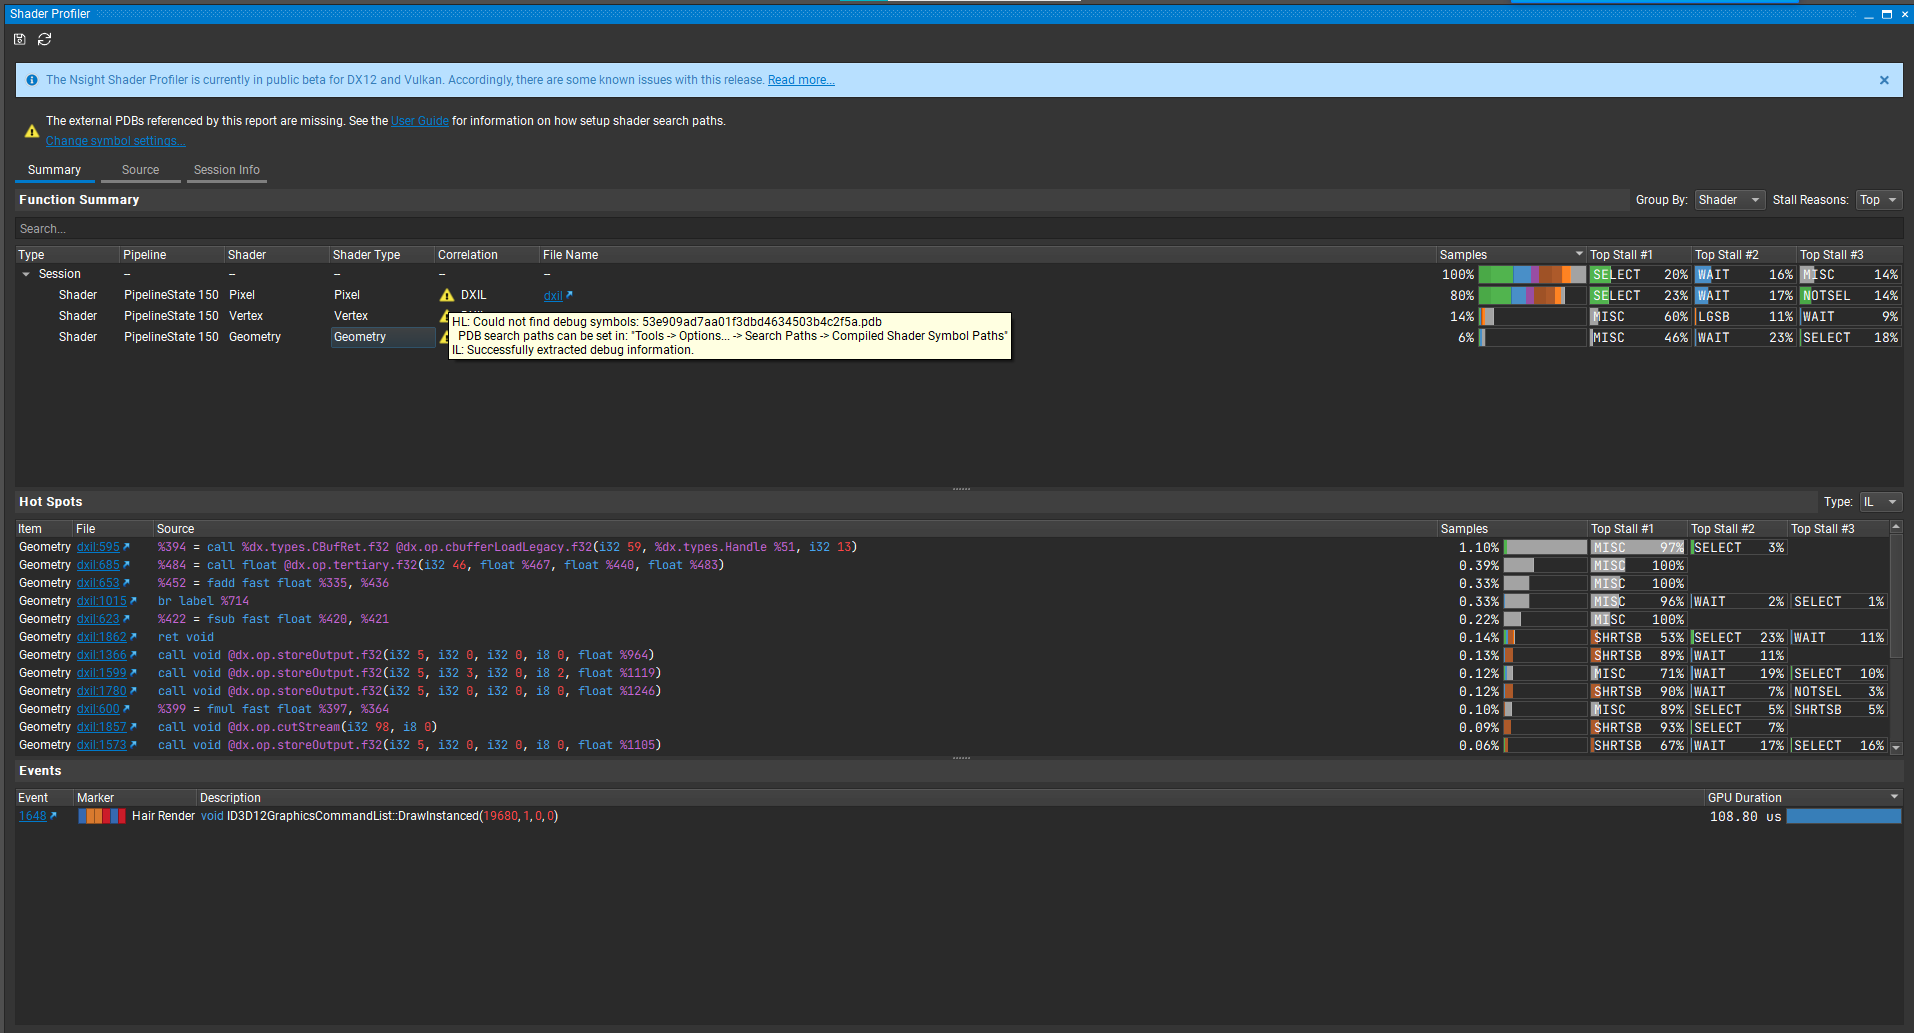 Shader Profiler
The Nsight Shader Profiler is currently in public beta for DX12 and Vulkan. Accordingly, there are some known issues with this release. Read more...
The external PDBs referenced by this report are missing. See the User Guide for information on how setup shader search paths.
Change symbol settings...
Summary Source Session Info
Function Summary Group By: Shader Stall Reasons: Top
Search...
Type Pipeline Shader Shader Type Correlation File Name Samples Top Stall #1 Top Stall #2 Top Stall #3
Session -- -- -- -- -- 100% SELECT 20% WAIT 16% MISC 14%
Shader PipelineState 150 Pixel Pixel DXIL dxil 80% SELECT 23% WAIT 17% NOTSEL 14%
Shader PipelineState 150 Vertex Vertex 14% MISC 60% LGSB 11% WAIT 9%
Shader PipelineState 150 Geometry Geometry 6% MISC 46% WAIT 23% SELECT 18%
HL: Could not find debug symbols: 53e909ad7aa01f3dbd4634503b4c2f5a.pdb
PDB search paths can be set in: "Tools -> Options... -> Search Paths -> Compiled Shader Symbol Paths"
IL: Successfully extracted debug information.
Hot Spots Type: IL
Item File Source Samples Top Stall #1 Top Stall #2 Top Stall #3
Geometry dxil:595 %394 = call %dx.types.CBufRet.f32 @dx.op.cbufferLoadLegacy.f32(i32 59, %dx.types.Handle %51, i32 13) 1.10% MISC 97% SELECT 3%
Geometry dxil:685 %484 = call float @dx.op.tertiary.f32(i32 46, float %467, float %440, float %483) 0.39% MISC 100%
Geometry dxil:653 %452 = fadd fast float %335, %436 0.33% MISC 100%
Geometry dxil:1015 br label %714 0.33% MISC 96% WAIT 2% SELECT 1%
Geometry dxil:623 %422 = fsub fast float %420, %421 0.22% MISC 100%
Geometry dxil:1862 ret void 0.14% SHRTSB 53% SELECT 23% WAIT 11%
Geometry dxil:1366 call void @dx.op.storeOutput.f32(i32 5, i32 0, i32 0, i8 0, float %964) 0.13% SHRTSB 89% WAIT 11%
Geometry dxil:1599 call void @dx.op.storeOutput.f32(i32 5, i32 3, i32 0, i8 2, float %1119) 0.12% MISC 71% WAIT 19% SELECT 10%
Geometry dxil:1780 call void @dx.op.storeOutput.f32(i32 5, i32 0, i32 0, i8 0, float %1246) 0.12% SHRTSB 90% WAIT 7% NOTSEL 3%
Geometry dxil:600 %399 = fmul fast float %397, %364 0.10% MISC 89% SELECT 5% SHRTSB 5%
Geometry dxil:1857 call void @dx.op.cutStream(i32 98, i8 0) 0.09% SHRTSB 93% SELECT 7%
Geometry dxil:1573 call void @dx.op.storeOutput.f32(i32 5, i32 0, i32 0, i8 0, float %1105) 0.06% SHRTSB 67% WAIT 17% SELECT 16%
Events
Event Marker Description GPU Duration
1648 Hair Render void ID3D12GraphicsCommandList::DrawInstanced(19680,1,0,0) 108.80 us